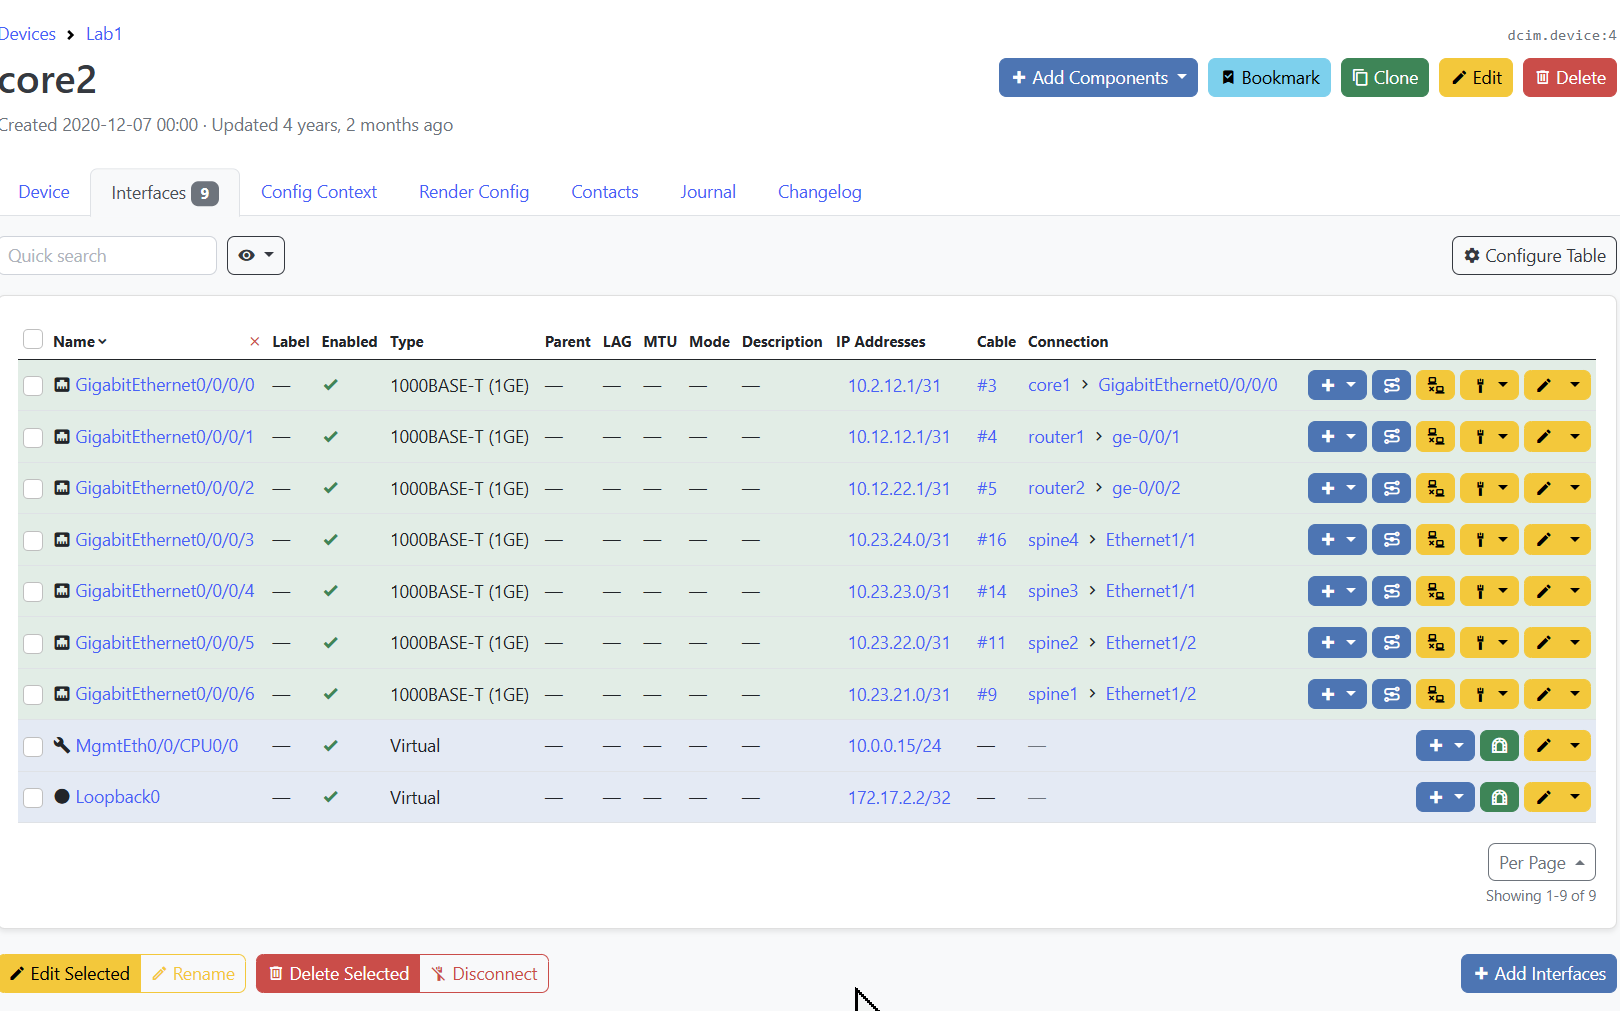 Devices > Lab1
dcim.device:4
core2
Add Components Bookmark Clone Edit Delete
Created 2020-12-07 00:00 · Updated 4 years, 2 months ago
Device Interfaces 9 Config Context Render Config Contacts Journal Changelog
Quick search
Configure Table
Name Label Enabled Type Parent LAG MTU Mode Description IP Addresses Cable Connection
GigabitEthernet0/0/0/0 — 1000BASE-T (1GE) — — — — — 10.2.12.1/31 #3 core1 > GigabitEthernet0/0/0/0
GigabitEthernet0/0/0/1 — 1000BASE-T (1GE) — — — — — 10.12.12.1/31 #4 router1 > ge-0/0/1
GigabitEthernet0/0/0/2 — 1000BASE-T (1GE) — — — — — 10.12.22.1/31 #5 router2 > ge-0/0/2
GigabitEthernet0/0/0/3 — 1000BASE-T (1GE) — — — — — 10.23.24.0/31 #16 spine4 > Ethernet1/1
GigabitEthernet0/0/0/4 — 1000BASE-T (1GE) — — — — — 10.23.23.0/31 #14 spine3 > Ethernet1/1
GigabitEthernet0/0/0/5 — 1000BASE-T (1GE) — — — — — 10.23.22.0/31 #11 spine2 > Ethernet1/2
GigabitEthernet0/0/0/6 — 1000BASE-T (1GE) — — — — — 10.23.21.0/31 #9 spine1 > Ethernet1/2
MgmtEth0/0/CPU0/0 — Virtual — — — — — 10.0.0.15/24 — —
Loopback0 — Virtual — — — — — 172.17.2.2/32 — —
Per Page
Showing 1-9 of 9
Edit Selected Rename Delete Selected Disconnect Add Interfaces